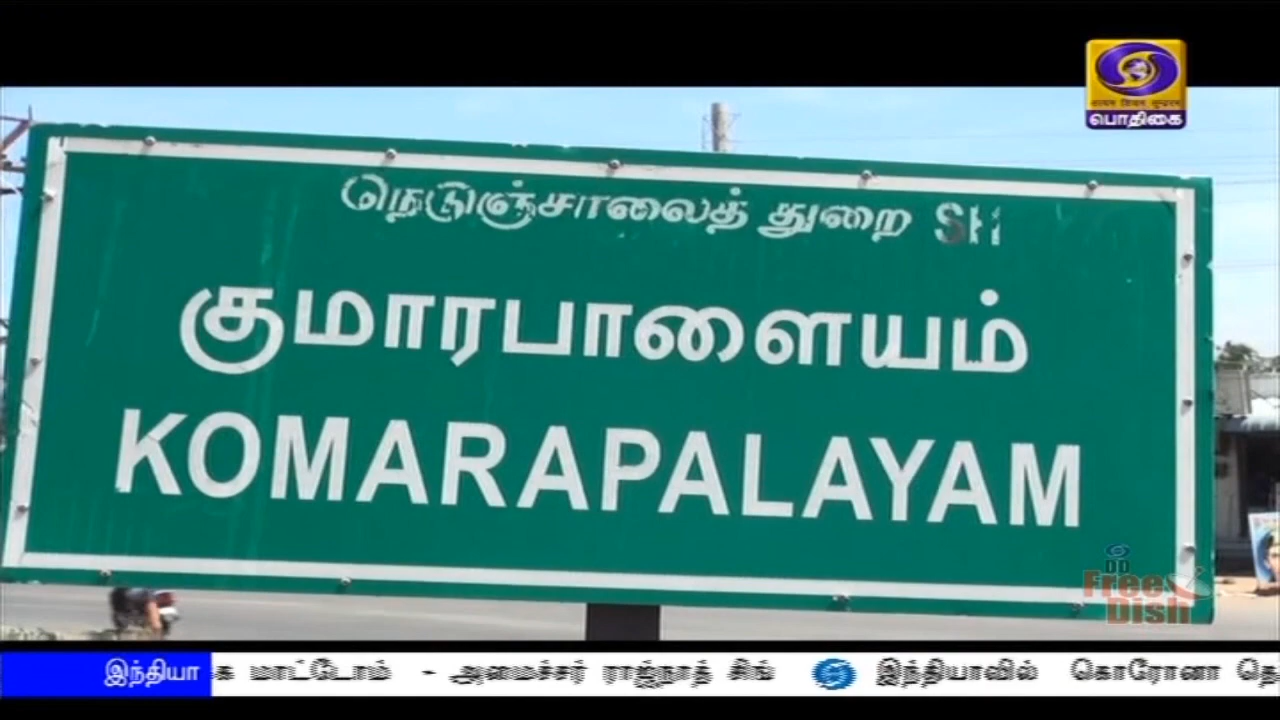 பொதிகை
நெடுஞ்சாலைத் துறை SH
குமாரபாளையம்
KOMARAPALAYAM
DD
Free
Dish
இந்தியா
மாட்டோம் - அமைச்சர் ராஜ்நாத் சிங் இந்தியாவில் கொரோனா